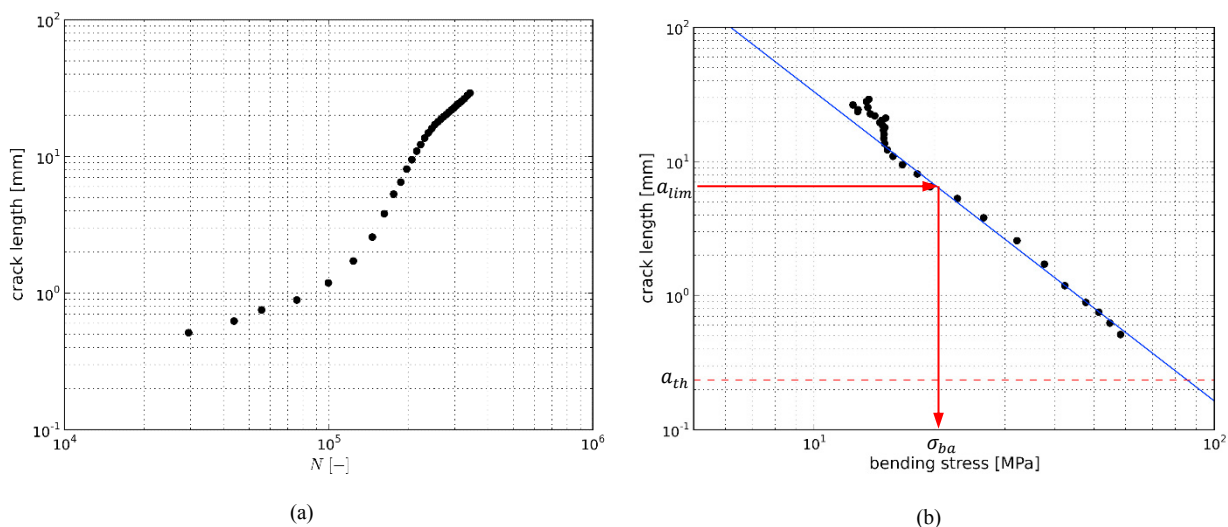 10²
10¹
10⁰
10⁻¹
crack length [mm]
10⁴
10⁵
10⁶
N [−]
(a)
10²
10¹
10⁰
10⁻¹
crack length [mm]
a_lim
a_th
10¹
σ_ba
10²
bending stress [MPa]
(b)